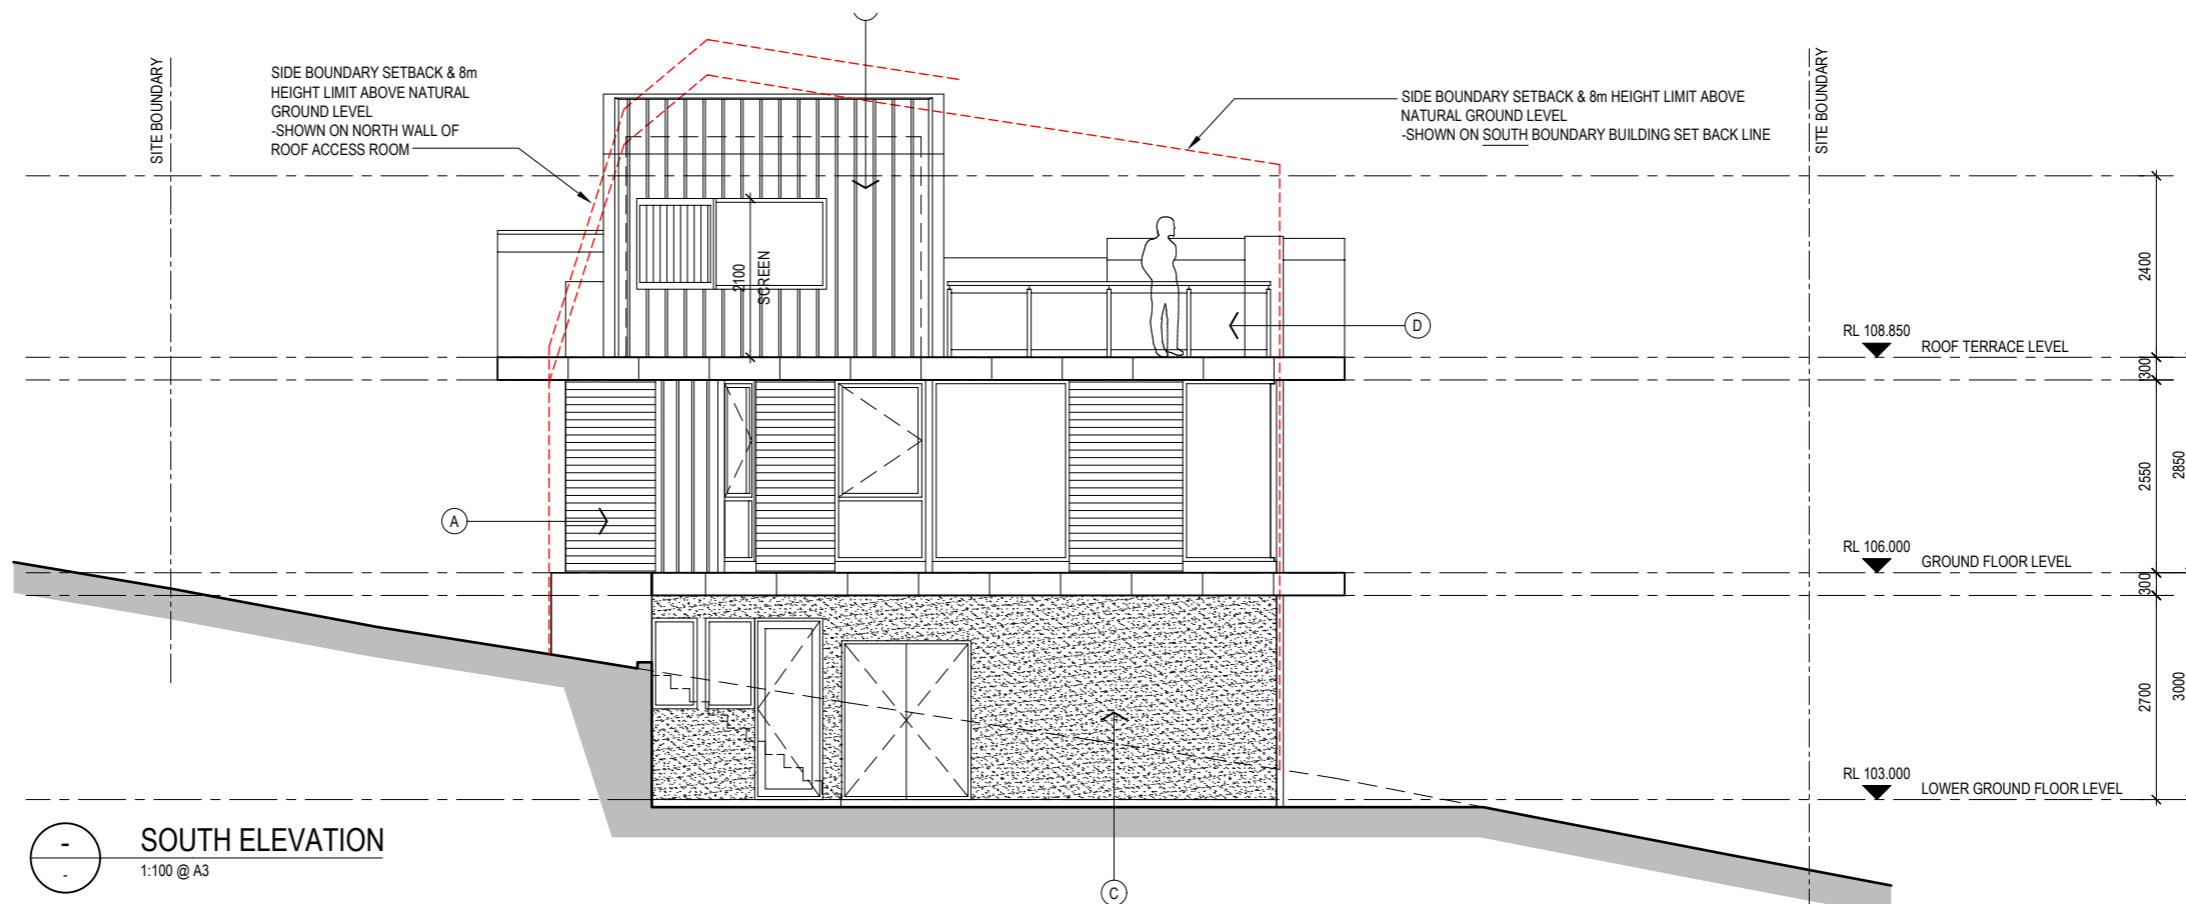 SITE BOUNDARY
SIDE BOUNDARY SETBACK & 8m
HEIGHT LIMIT ABOVE NATURAL
GROUND LEVEL
-SHOWN ON NORTH WALL OF
ROOF ACCESS ROOM
SIDE BOUNDARY SETBACK & 8m HEIGHT LIMIT ABOVE
NATURAL GROUND LEVEL
-SHOWN ON SOUTH BOUNDARY BUILDING SET BACK LINE
SITE BOUNDARY
2100
SCREEN
2400
D
RL 108.850
ROOF TERRACE LEVEL
300
A
2550
2850
RL 106.000
GROUND FLOOR LEVEL
300
2700
3000
RL 103.000
LOWER GROUND FLOOR LEVEL
C
-
-
SOUTH ELEVATION
1:100 @ A3